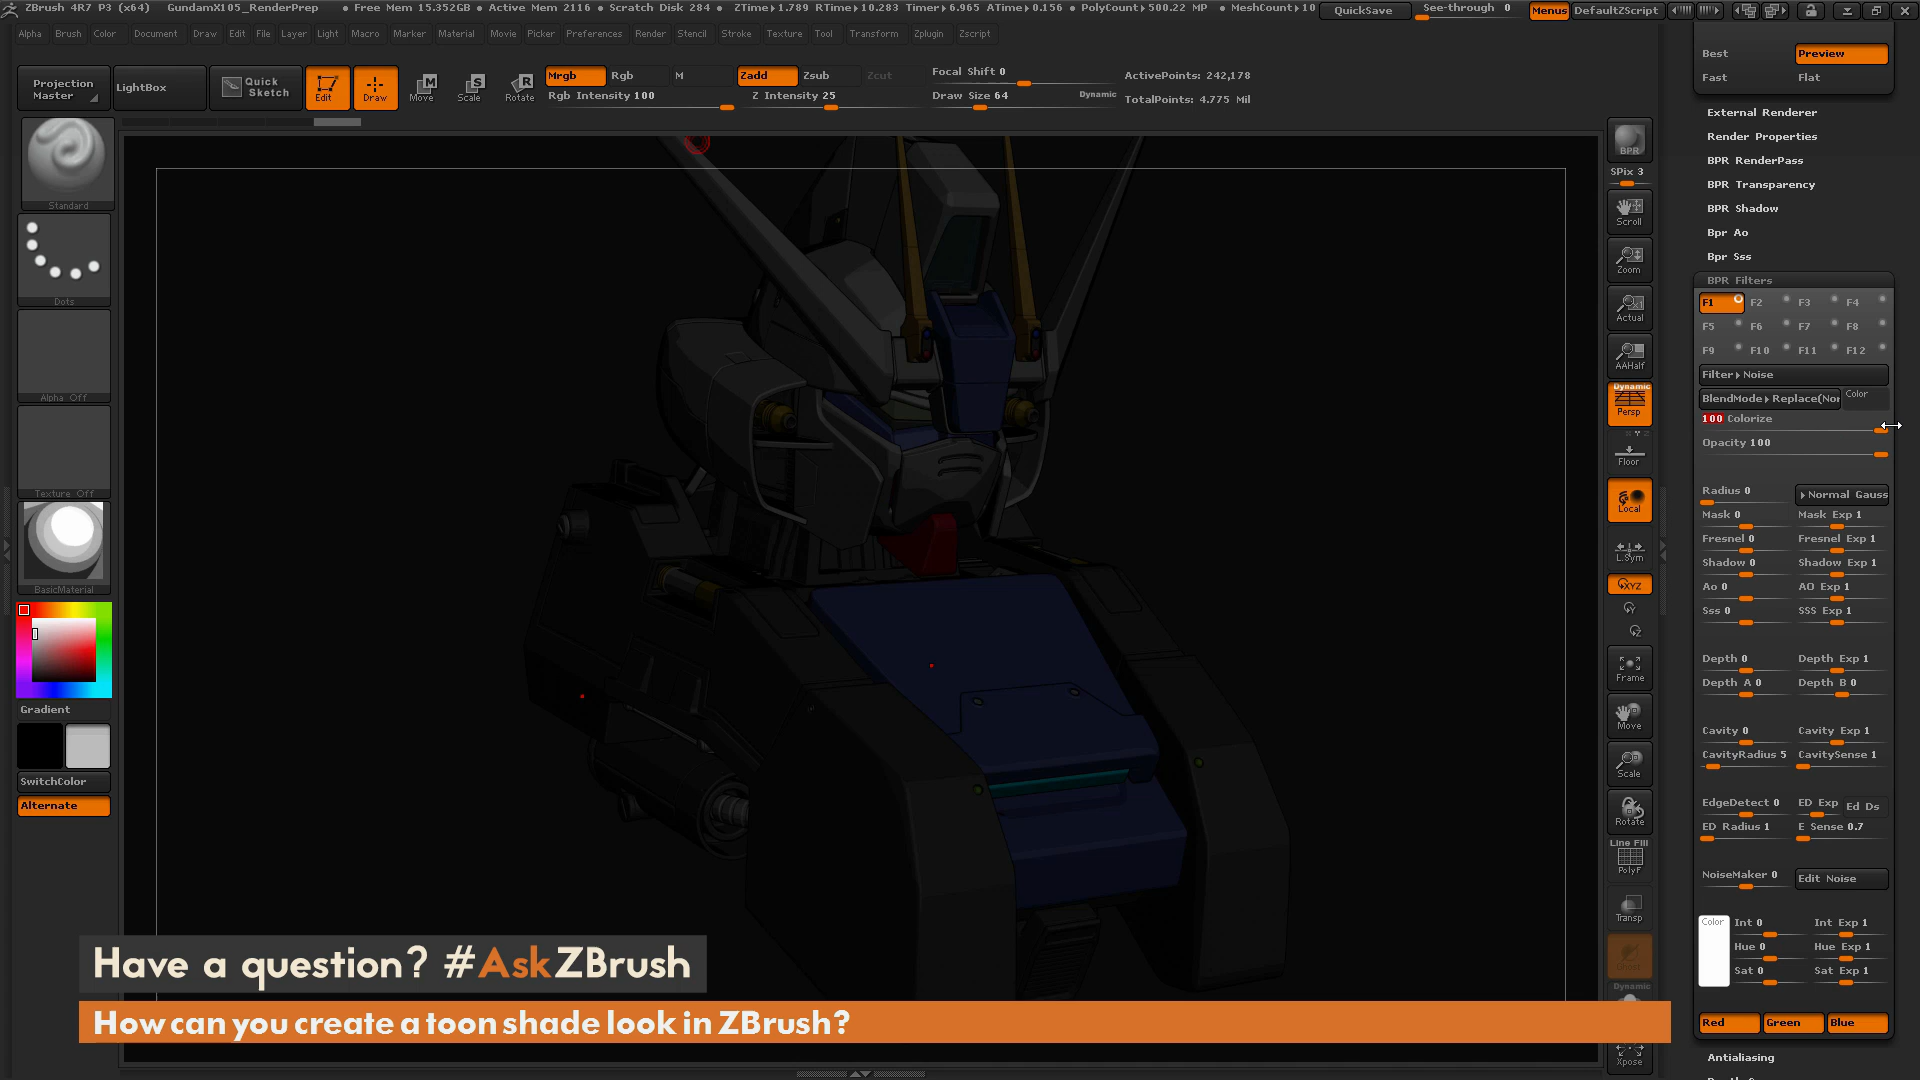 ZBrush 4R7 P3 (x64) GundamX105_RenderPrep • Free Mem 15.352GB • Active Mem 2116 • Scratch Disk 284 • ZTime▸1.789 RTime▸10.283 Timer▸6.965 ATime▸0.156 • PolyCount▸500.22 MP • MeshCount▸10 QuickSave See-through 0 Menus DefaultZScript
Alpha Brush Color Document Draw Edit File Layer Light Macro Marker Material Movie Picker Preferences Render Stencil Stroke Texture Tool Transform Zplugin Zscript
Projection Master
LightBox
Quick Sketch
Edit
Draw
Move
Scale
Rotate
Mrgb Rgb M
Rgb Intensity 100
Zadd Zsub Zcut
Z Intensity 25
Focal Shift 0
Draw Size 64
Dynamic
ActivePoints: 242,178
TotalPoints: 4.775 Mil
Standard
Dots
Alpha Off
Texture Off
BasicMaterial
Gradient
SwitchColor
Alternate
BPR
SPix 3
Scroll
Zoom
Actual
AAHalf
Dynamic
Persp
Floor
Local
L.Sym
XYZ
Y
Z
Frame
Move
Scale
Rotate
Line Fill
PolyF
Transp
Dynamic
Xpose
Best Preview
Fast Flat
External Renderer
Render Properties
BPR RenderPass
BPR Transparency
BPR Shadow
Bpr Ao
Bpr Sss
BPR Filters
F1 F2 F3 F4
F5 F6 F7 F8
F9 F10 F11 F12
Filter▸Noise
BlendMode▸Replace(Nor Color
100 Colorize
Opacity 100
Radius 0 ▸Normal Gauss
Mask 0 Mask Exp 1
Fresnel 0 Fresnel Exp 1
Shadow 0 Shadow Exp 1
Ao 0 AO Exp 1
Sss 0 SSS Exp 1
Depth 0 Depth Exp 1
Depth A 0 Depth B 0
Cavity 0 Cavity Exp 1
CavityRadius 5 CavitySense 1
EdgeDetect 0 ED Exp Ed Ds
ED Radius 1 E Sense 0.7
NoiseMaker 0 Edit Noise
Color Int 0 Int Exp 1
Hue 0 Hue Exp 1
Sat 0 Sat Exp 1
Red Green Blue
Antialiasing
Have a question? #AskZBrush
How can you create a toon shade look in ZBrush?